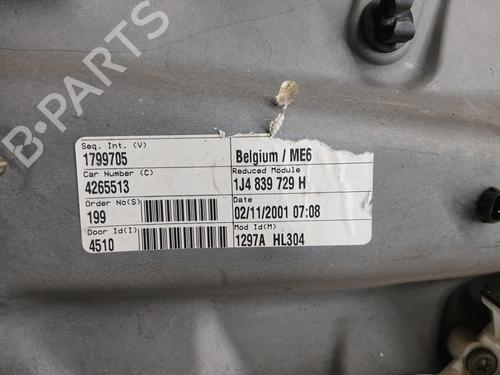 Seq. Int. (V)
1799705
Belgium / ME6
Car Number (C)
4265513
Reduced Module
1J4 839 729 H
Order No(S)
199
Date
02/11/2001 07:08
Door Id(I)
4510
Mod Id(M)
1297A HL304
B-PARTS